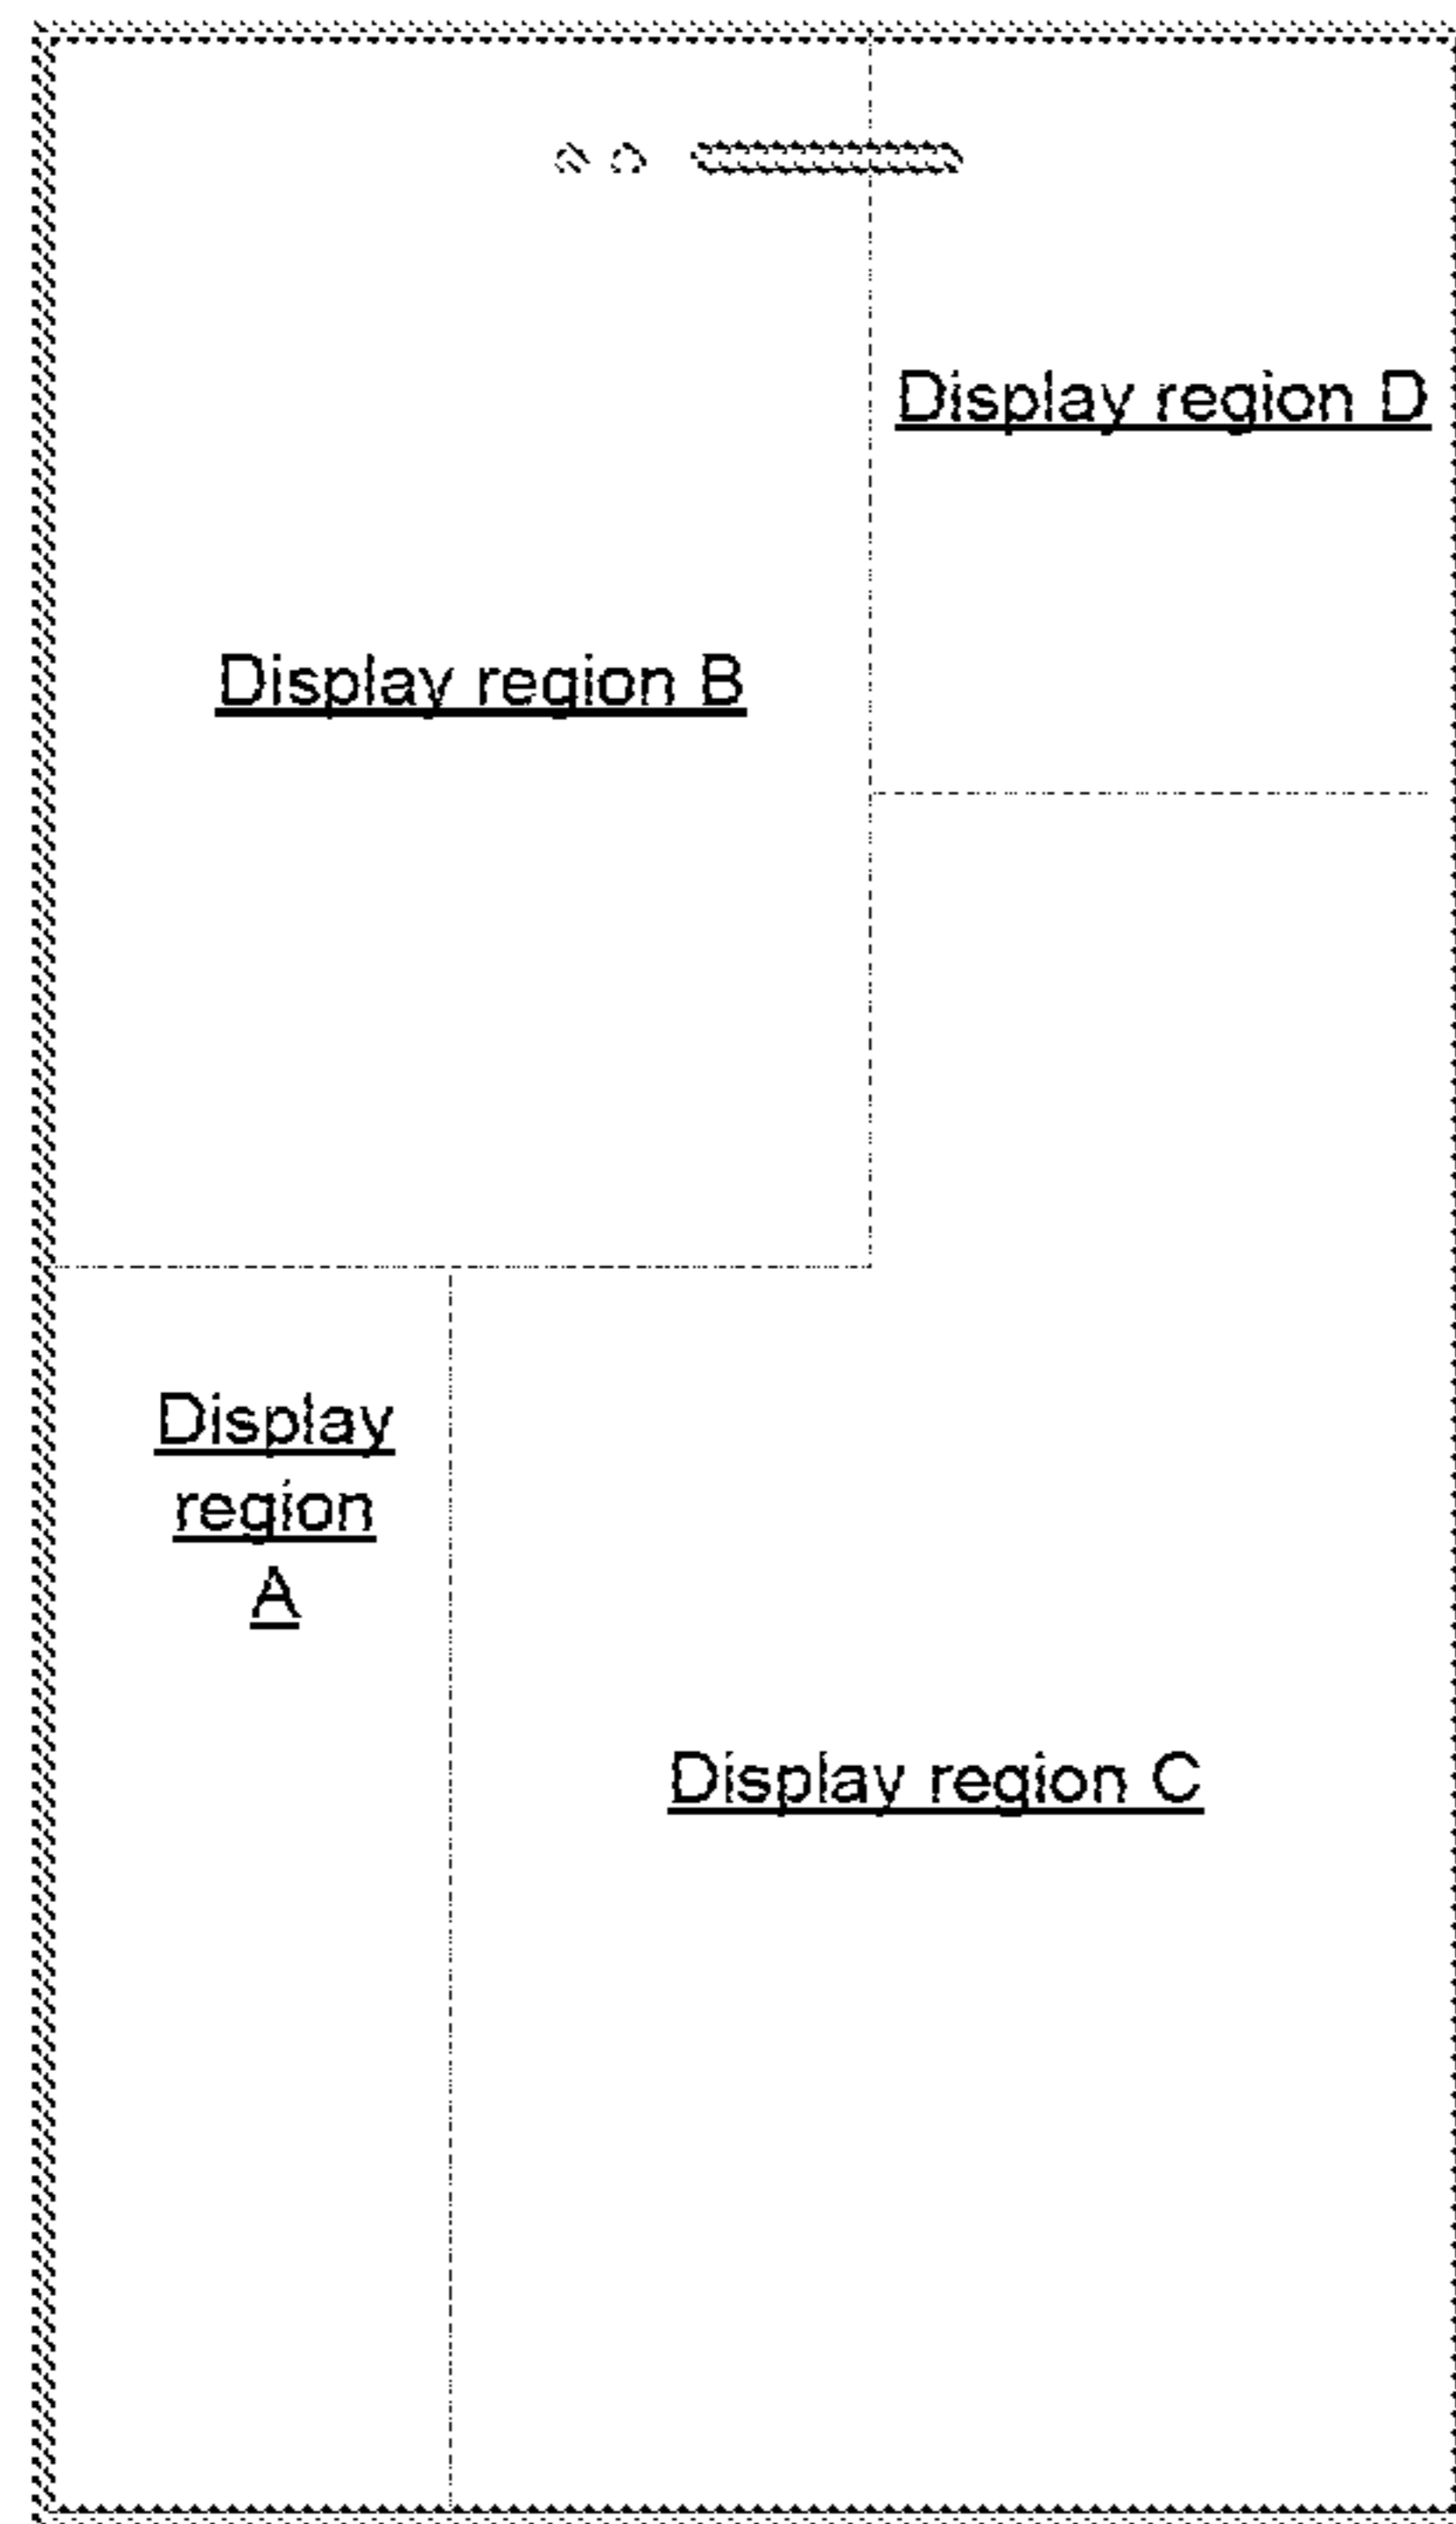 Display region D
Display region B
Display
region
A
Display region C